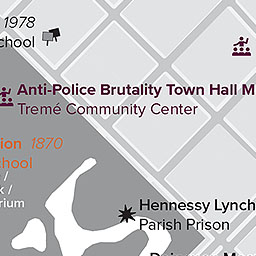 1978
chool
Anti-Police Brutality Town Hall M
Tremé Community Center
ion 1870
chool
/
k /
rium
Hennessy Lynch
Parish Prison